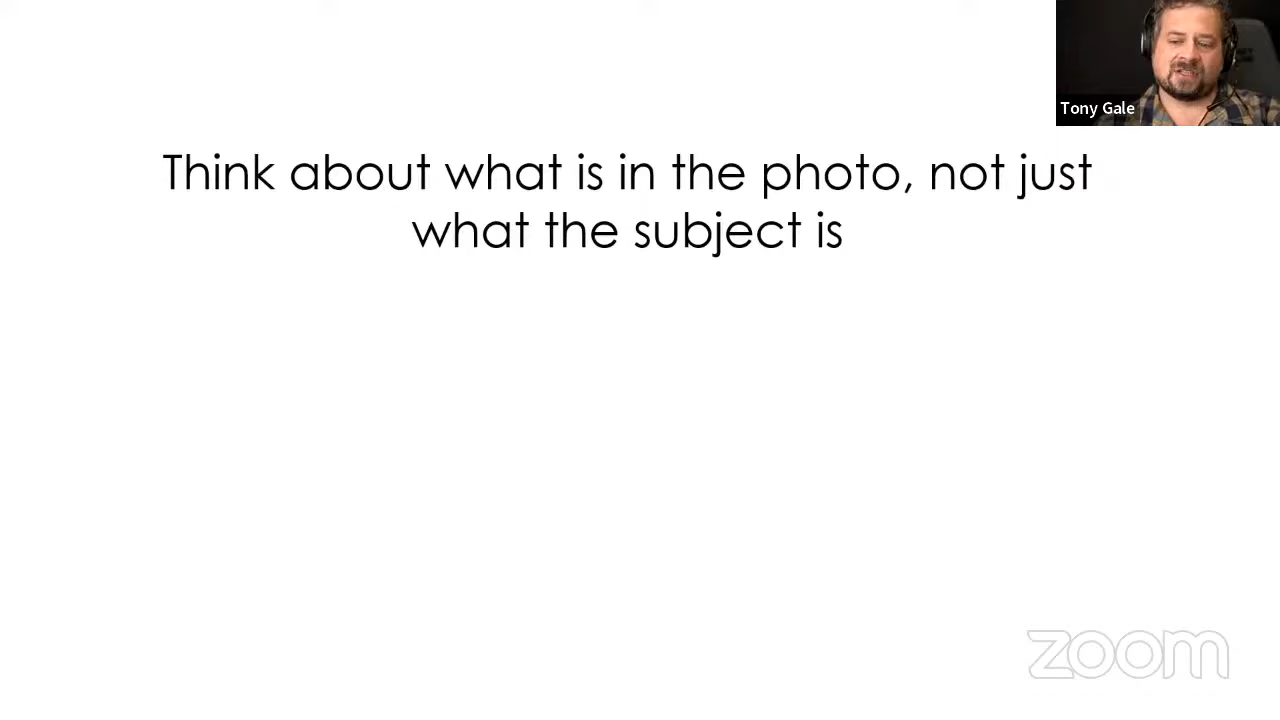 Tony Gale
Think about what is in the photo, not just
what the subject is
zoom